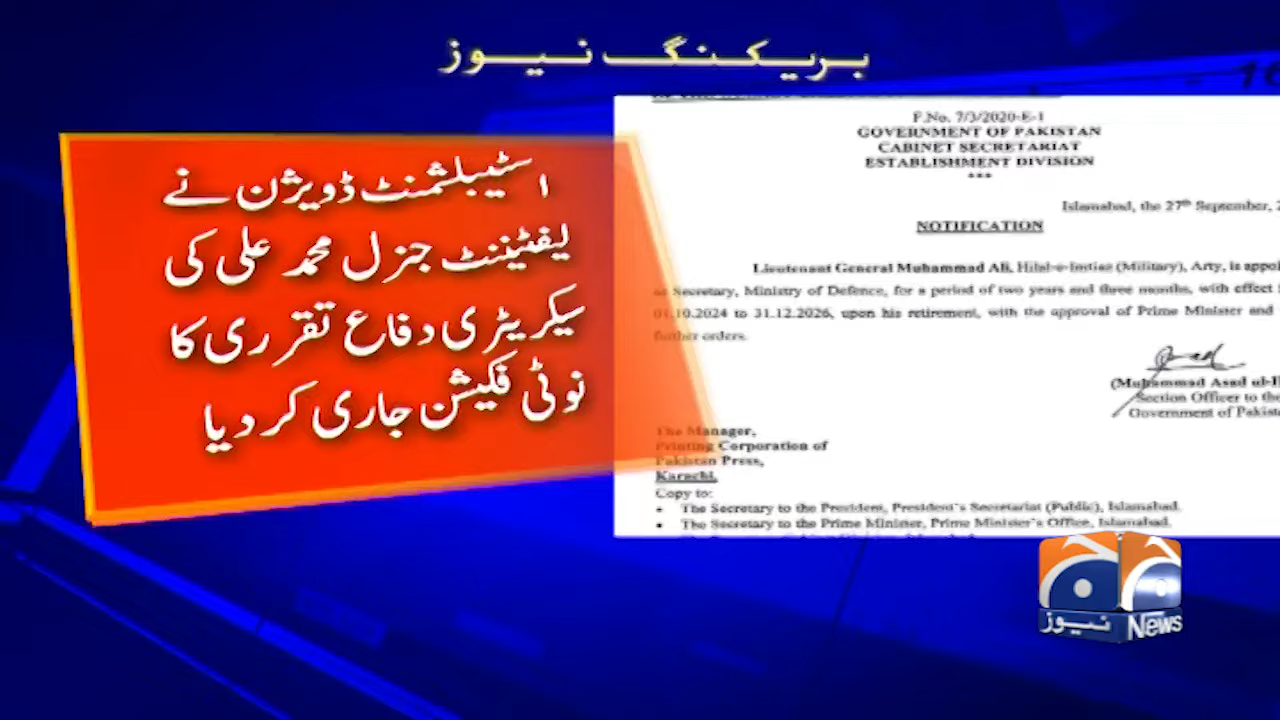 بریکنگ نیوز
اسٹیبلشمنٹ ڈویژن نے
لیفٹیننٹ جنرل محمد علی کی
سیکریٹری دفاع تقرری کا
نوٹی فکیشن جاری کر دیا
F.No. 7/3/2020-E-1
GOVERNMENT OF PAKISTAN
CABINET SECRETARIAT
ESTABLISHMENT DIVISION
***
Islamabad, the 27th September,
NOTIFICATION
Lieutenant General Muhammad Ali, Hilal-e-Imtiaz (Military), Arty, is
as Secretary, Ministry of Defence, for a period of two years and three months, with effect
01.10.2024 to 31.12.2026, upon his retirement, with the approval of Prime Minister and
further orders.
(Muhammad Asad
Section Officer to the
Government of
The Manager,
Printing Corporation of
Pakistan Press,
Karachi.
Copy to:
• The Secretary to the President, President's Secretariat (Public), Islamabad.
• The Secretary to the Prime Minister, Prime Minister's Office, Islamabad.
نیوز News